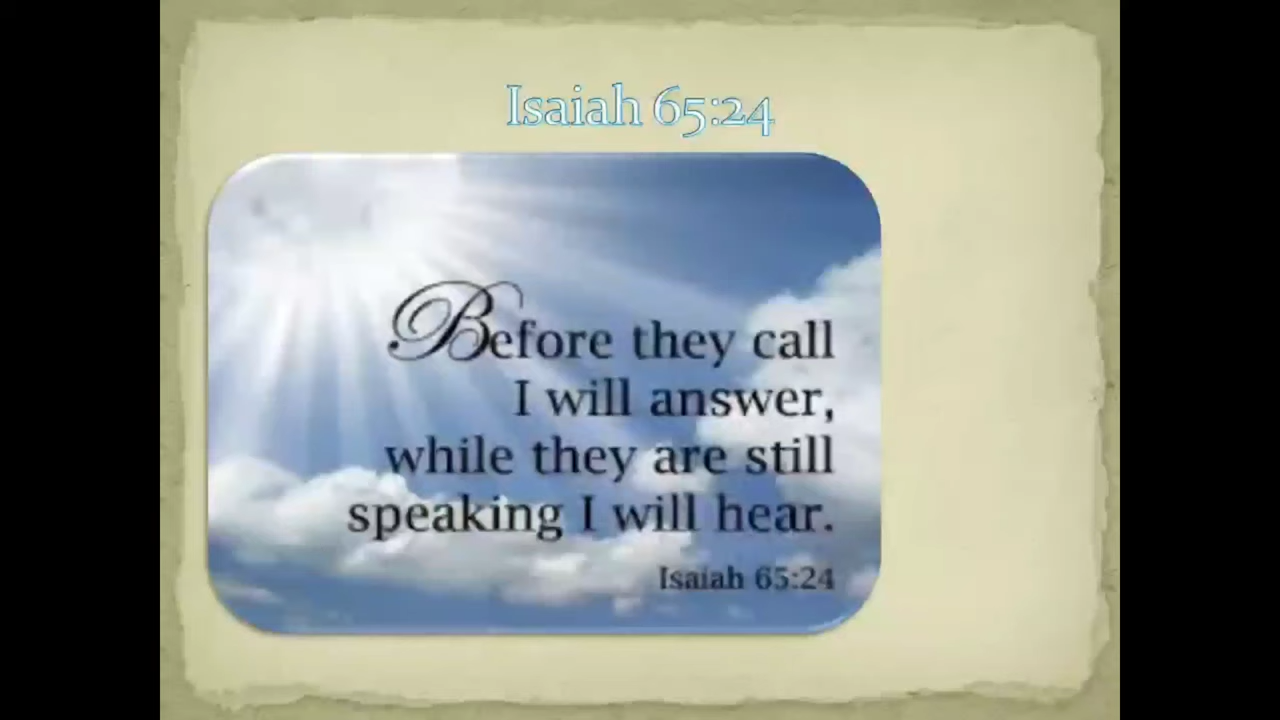 Isaiah 65:24
Before they call
I will answer,
while they are still
speaking I will hear.
Isaiah 65:24